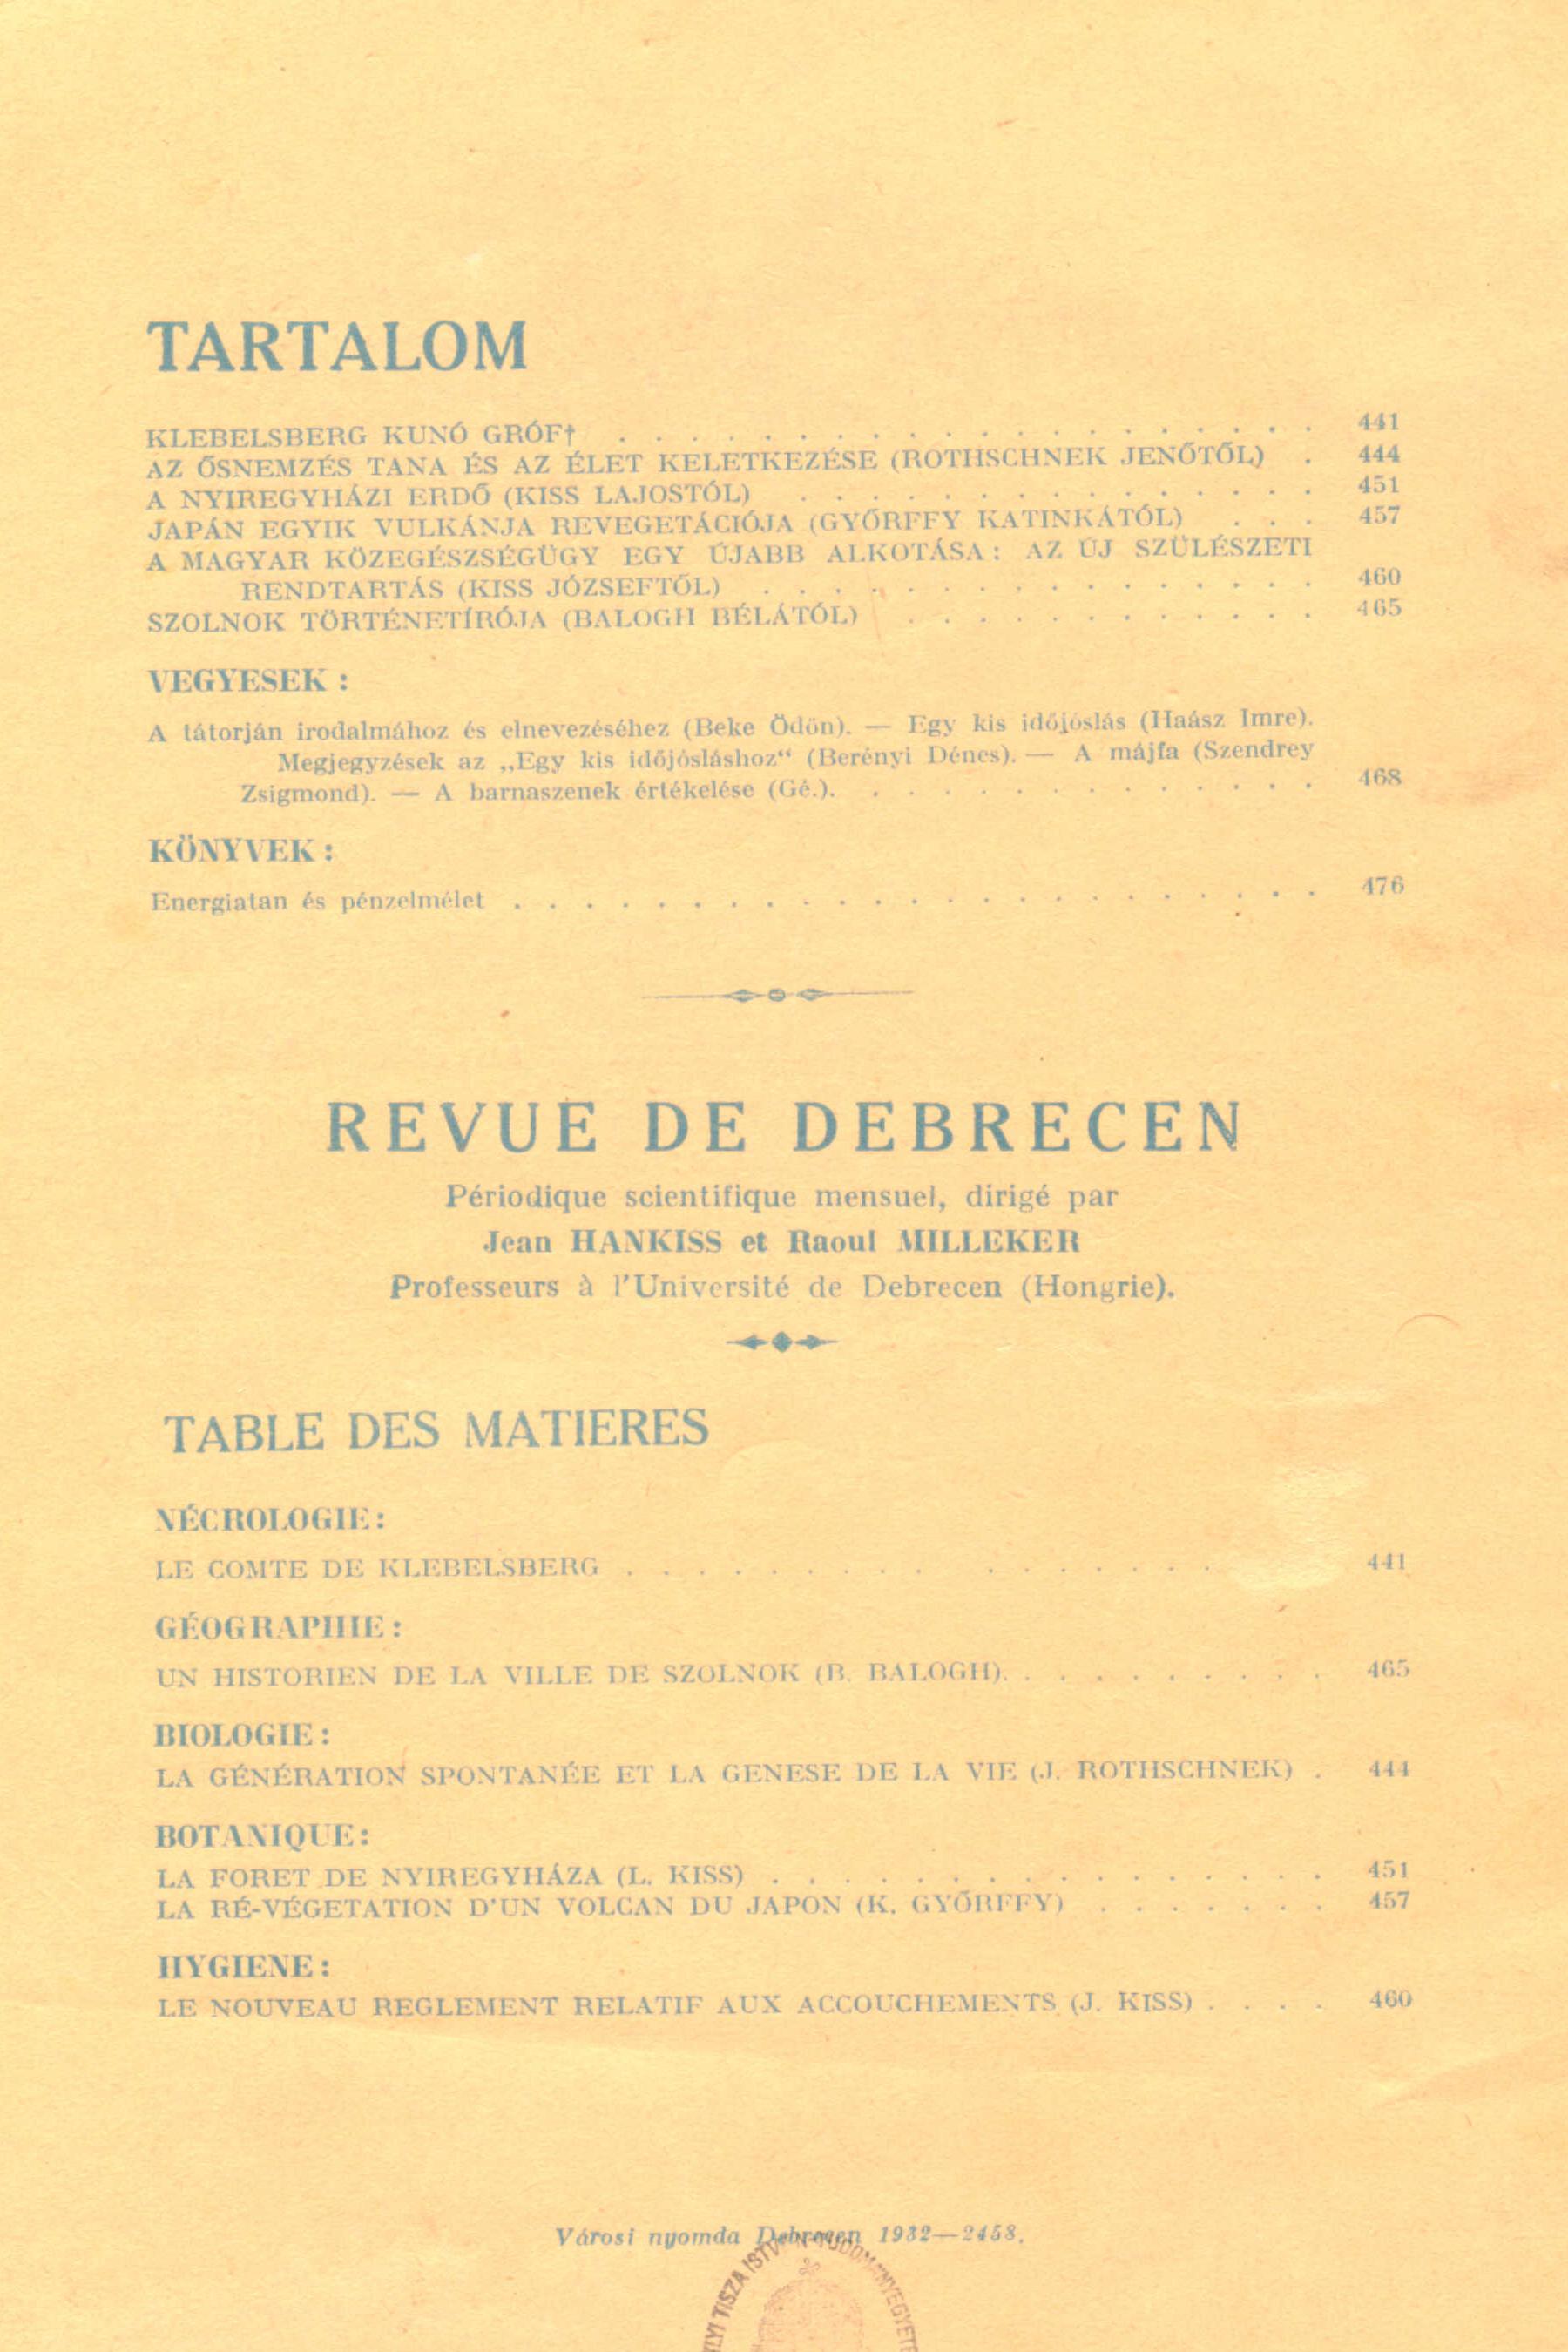 TARTALOM
KLEBELSBERG KUNÓ GRÓF† . . . . . . . . . . . . . . . . . . . . 441
AZ ŐSNEMZÉS TANA ÉS AZ ÉLET KELETKEZÉSE (ROTHSCHNEK JENŐTŐL) . 444
A NYIREGYHÁZI ERDŐ (KISS LAJOSTÓL) . . . . . . . . . . . . . . . 451
JAPÁN EGYIK VULKÁNJA REVEGETÁCIÓJA (GYŐRFFY KATINKÁTÓL) . . . 457
A MAGYAR KÖZEGÉSZSÉGÜGY EGY ÚJABB ALKOTÁSA: AZ ÚJ SZÜLÉSZETI
RENDTARTÁS (KISS JÓZSEFTŐL) . . . . . . . . . . . . . . . . 460
SZOLNOK TÖRTÉNETÍRÓJA (BALOGH BÉLÁTÓL) . . . . . . . . . . . . 465
VEGYESEK :
A tátorján irodalmához és elnevezéséhez (Beke Ödön). — Egy kis időjóslás (Haász Imre).
Megjegyzések az „Egy kis időjósláshoz“ (Berényi Dénes). — A májfa (Szendrey
Zsigmond). — A barnaszenek értékelése (Gé.). . . . . . . . . . . . . . 468
KÖNYVEK :
Energiatan és pénzelmélet . . . . . . . . . . . . . . . . . . . . . . . 476
REVUE DE DEBRECEN
Périodique scientifique mensuel, dirigé par
Jean HANKISS et Raoul MILLEKER
Professeurs à l'Université de Debrecen (Hongrie).
TABLE DES MATIERES
NÉCROLOGIE :
LE COMTE DE KLEBELSBERG . . . . . . . . . . . . . . . . 441
GÉOGRAPHIE :
UN HISTORIEN DE LA VILLE DE SZOLNOK (B. BALOGH). . . . . . . . . . 465
BIOLOGIE :
LA GÉNÉRATION SPONTANÉE ET LA GENESE DE LA VIE (J. ROTHSCHNEK) . 444
BOTANIQUE :
LA FORET DE NYIREGYHÁZA (L. KISS) . . . . . . . . . . . . . . . . 451
LA RÉ-VÉGETATION D'UN VOLCAN DU JAPON (K. GYŐRFFY) . . . . . . . 457
HYGIENE :
LE NOUVEAU REGLEMENT RELATIF AUX ACCOUCHEMENTS (J. KISS) . . . . 460
Városi nyomda Debrecen 1932—2458.
TISZA